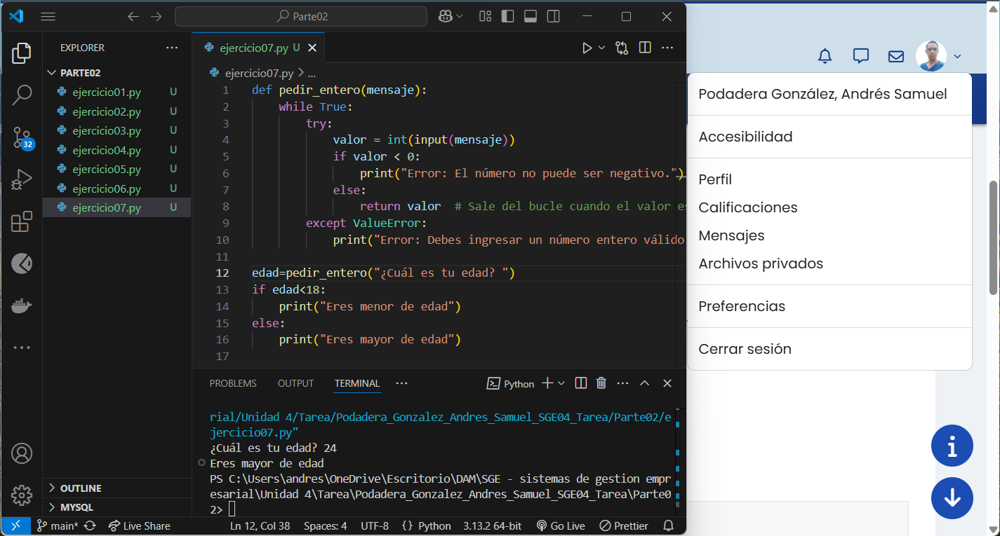 Parte02
EXPLORER
PARTE02
ejercicio01.py U
ejercicio02.py U
ejercicio03.py U
ejercicio04.py U
ejercicio05.py U
ejercicio06.py U
ejercicio07.py U
32
OUTLINE
MYSQL
ejercicio07.py U
ejercicio07.py > ...
1 def pedir_entero(mensaje):
2 while True:
3 try:
4 valor = int(input(mensaje))
5 if valor < 0:
6 print("Error: El número no puede ser negativo.")
7 else:
8 return valor # Sale del bucle cuando el valor es
9 except ValueError:
10 print("Error: Debes ingresar un número entero válido
11
12 edad=pedir_entero("¿Cuál es tu edad? ")
13 if edad<18:
14 print("Eres menor de edad")
15 else:
16 print("Eres mayor de edad")
17
PROBLEMS OUTPUT TERMINAL ... Python
rial/Unidad 4/Tarea/Podadera_Gonzalez_Andres_Samuel_SGE04_Tarea/Parte02/e
jercicio07.py"
¿Cuál es tu edad? 24
Eres mayor de edad
PS C:\Users\andres\OneDrive\Escritorio\DAM\SGE - sistemas de gestion empr
esarial\Unidad 4\Tarea\Podadera_Gonzalez_Andres_Samuel_SGE04_Tarea\Parte0
2>
main* Live Share Ln 12, Col 38 Spaces: 4 UTF-8 {} Python 3.13.2 64-bit Go Live Prettier
Podadera González, Andrés Samuel
Accesibilidad
Perfil
Calificaciones
Mensajes
Archivos privados
Preferencias
Cerrar sesión